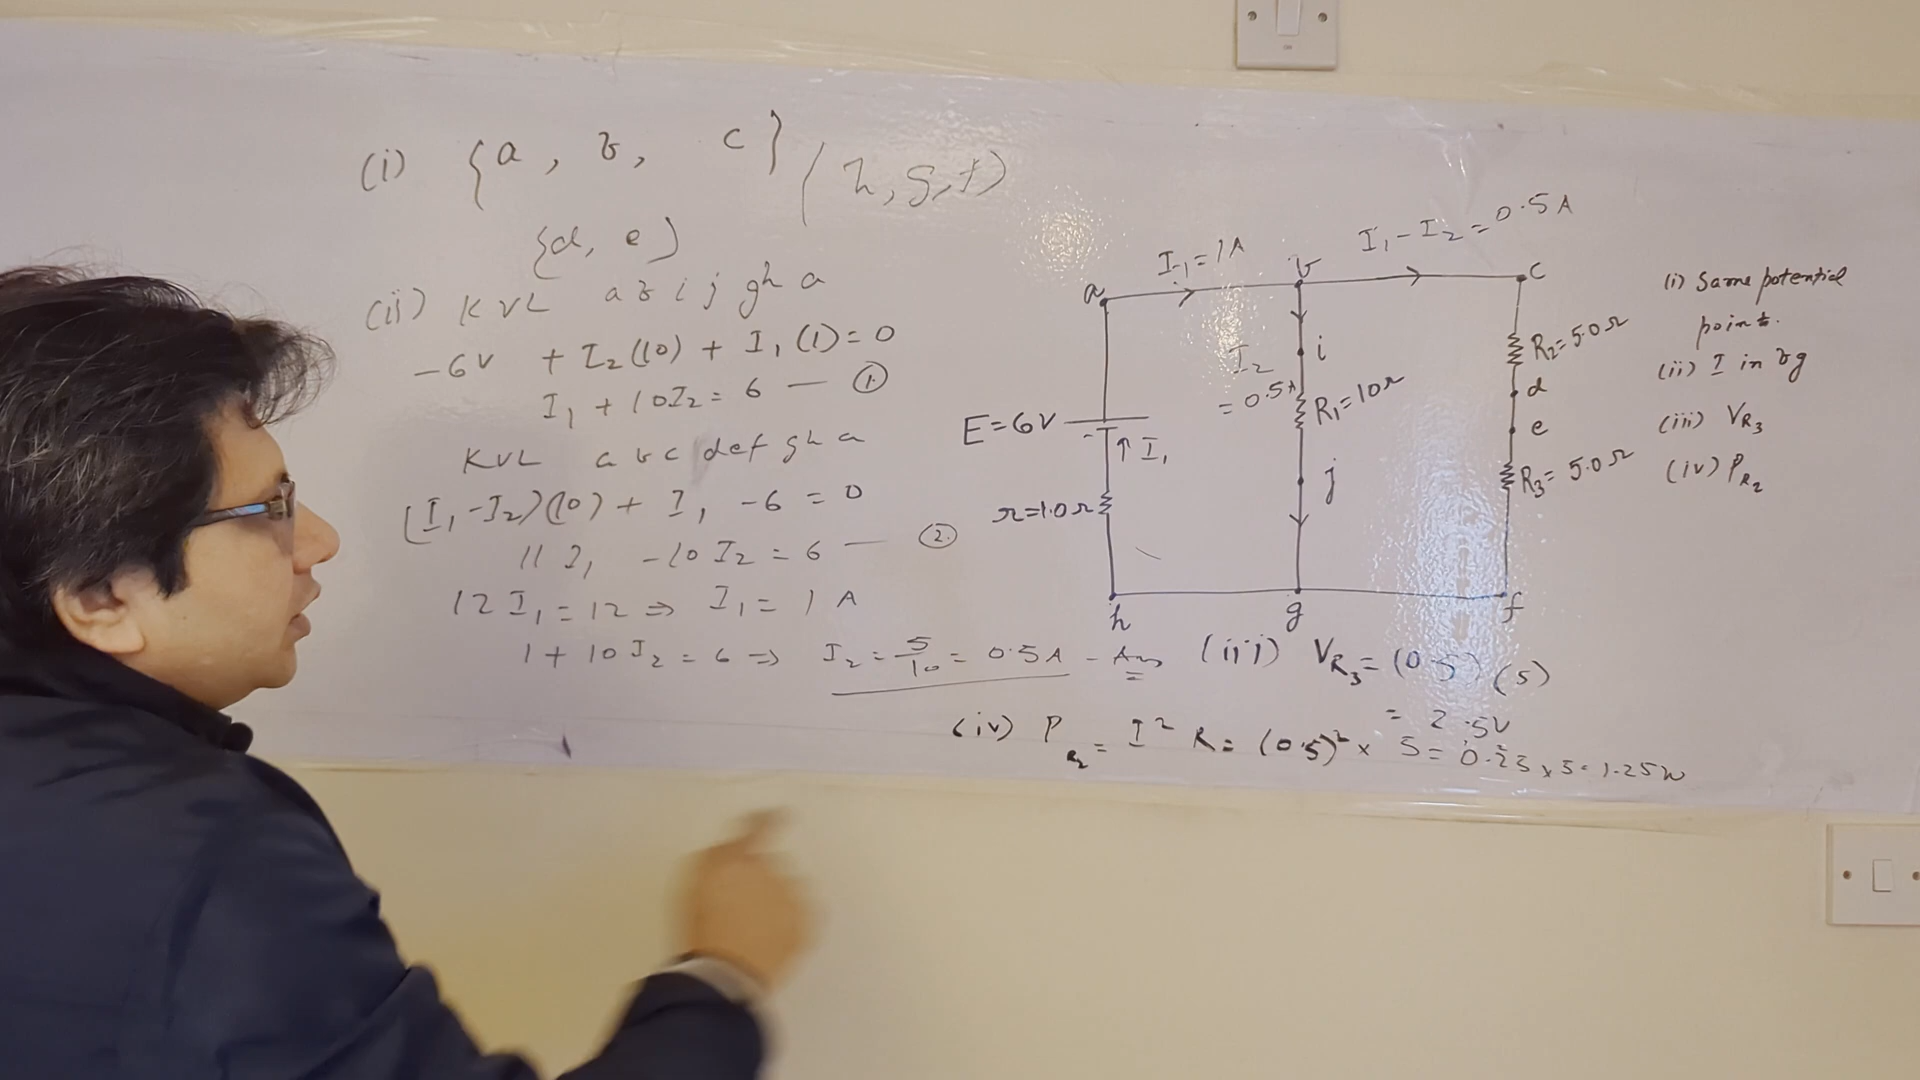 (i) {a, b, c} (h, g, f)
{d, e)
(ii) KVL a b i j g h a
-6V + I₂(10) + I₁(1) = 0
I₁ + 10I₂ = 6 — ①.
KVL a b c d e f g h a
(I₁-I₂)(10) + I₁ -6 = 0
11 I₁ -10 I₂ = 6 — ②.
12 I₁ = 12 ⇒ I₁ = 1 A
1 + 10 I₂ = 6 ⇒ I₂ = 5/10 = 0.5A - Ans
a
I₁ = 1A
b
I₁ - I₂ = 0.5A
c
I₂
= 0.5A
i
R₁=10Ω
j
R₂=5.0Ω
d
e
R₃=5.0Ω
E=6V
-
↑ I₁
r=1.0Ω
h
g
f
(i) Same potential
points.
(ii) I in bg
(iii) V_R₃
(iv) P_R₂
(iii) V_R₃ = (0.5) (5)
= 2.5V
(iv) P_R₂ = I² R = (0.5)² × 5 = 0.25 × 5 = 1.25W